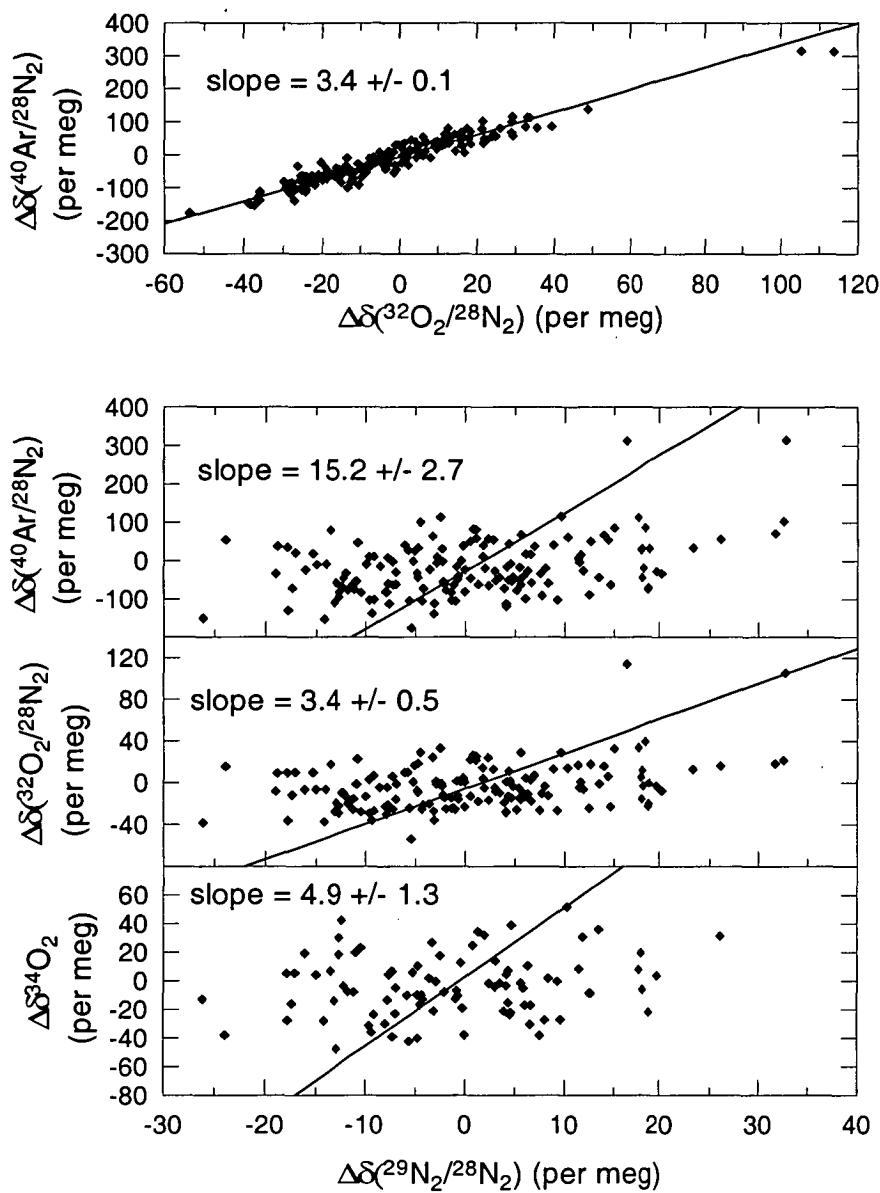 400
300
200
100
0
-100
-200
-300
Δδ(⁴⁰Ar/²⁸N₂)
(per meg)
slope = 3.4 +/- 0.1
-60 -40 -20 0 20 40 60 80 100 120
Δδ(³²O₂/²⁸N₂) (per meg)
400
300
200
100
0
-100
Δδ(⁴⁰Ar/²⁸N₂)
(per meg)
slope = 15.2 +/- 2.7
120
80
40
0
-40
Δδ(³²O₂/²⁸N₂)
(per meg)
slope = 3.4 +/- 0.5
60
40
20
0
-20
-40
-60
-80
Δδ³⁴O₂
(per meg)
slope = 4.9 +/- 1.3
-30 -20 -10 0 10 20 30 40
Δδ(²⁹N₂/²⁸N₂) (per meg)